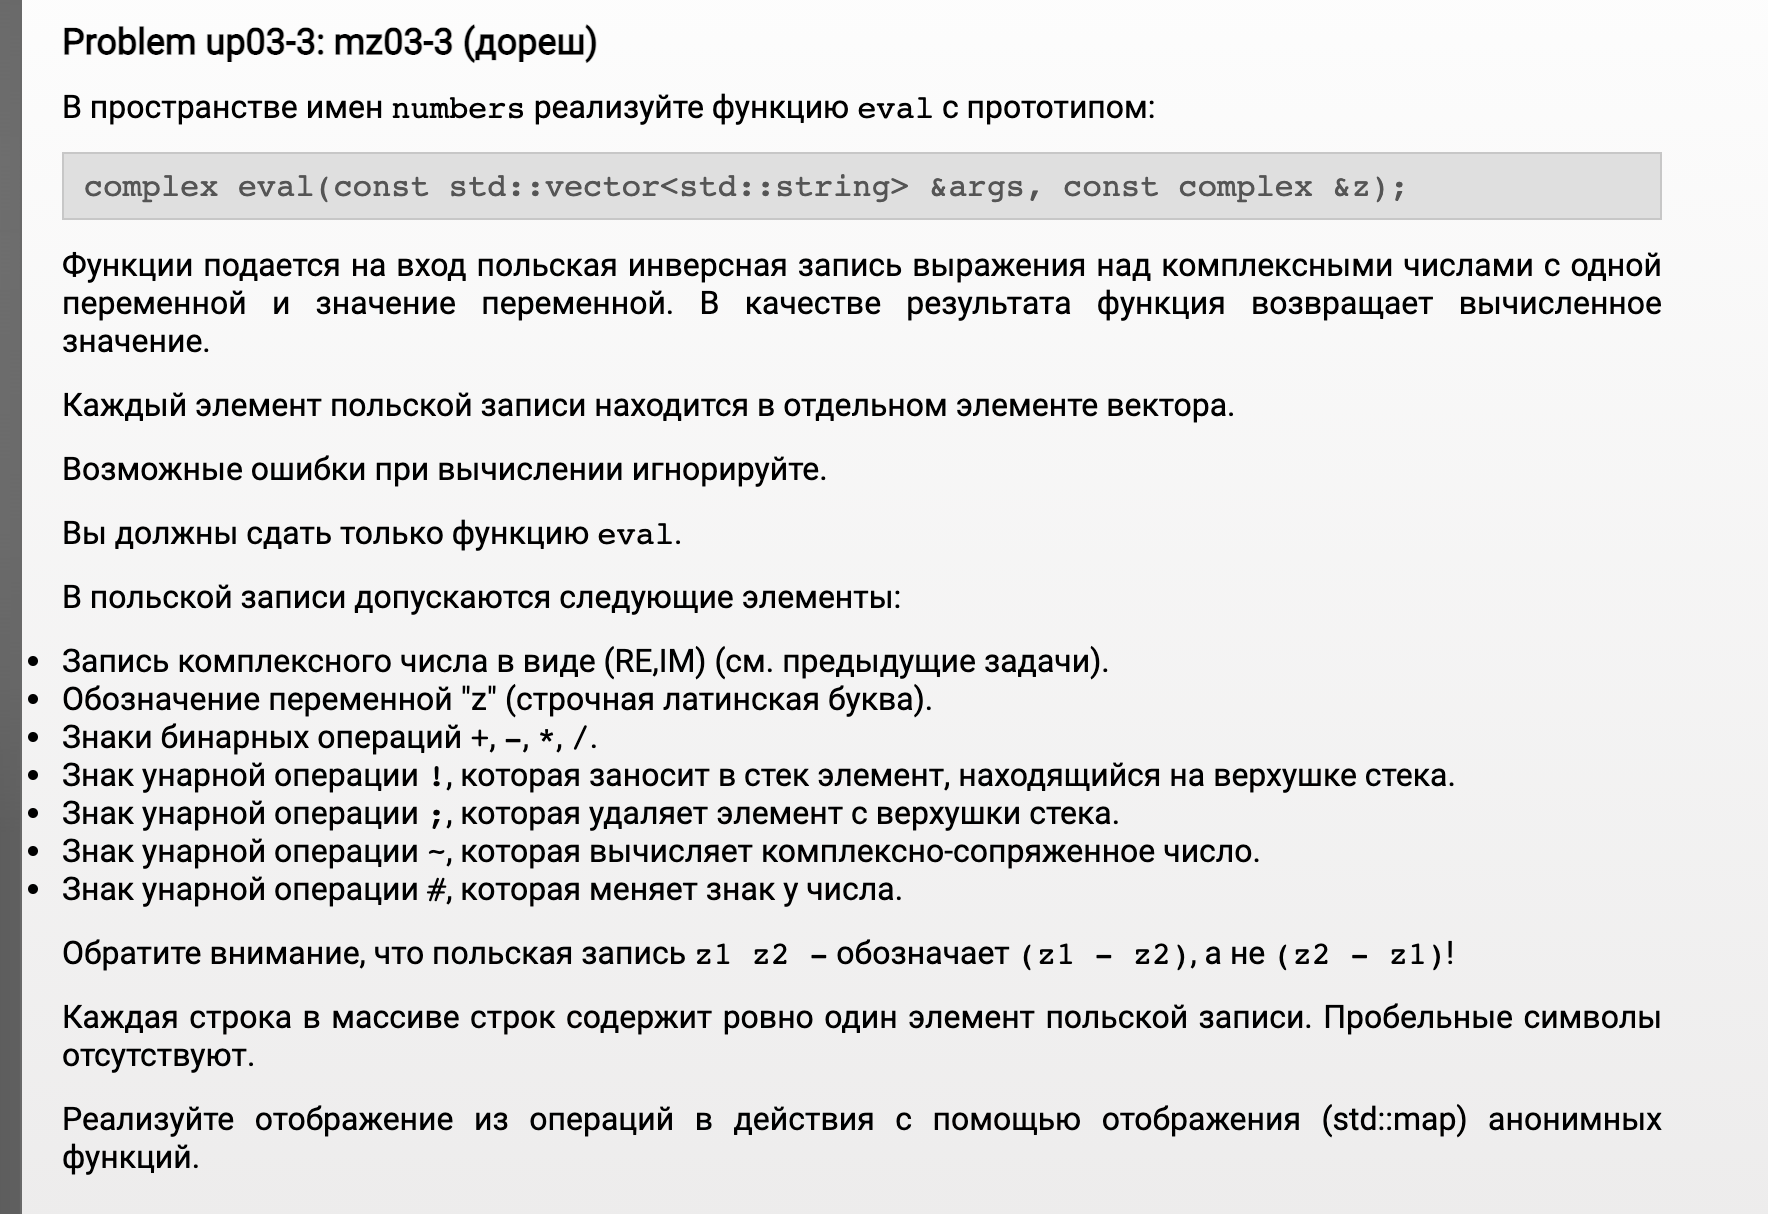 Problem up03-3: mz03-3 (дореш)
В пространстве имен numbers реализуйте функцию eval с прототипом:
complex eval(const std::vector<std::string> &args, const complex &z);
Функции подается на вход польская инверсная запись выражения над комплексными числами с одной
переменной и значение переменной. В качестве результата функция возвращает вычисленное
значение.
Каждый элемент польской записи находится в отдельном элементе вектора.
Возможные ошибки при вычислении игнорируйте.
Вы должны сдать только функцию eval.
В польской записи допускаются следующие элементы:
• Запись комплексного числа в виде (RE,IM) (см. предыдущие задачи).
• Обозначение переменной "z" (строчная латинская буква).
• Знаки бинарных операций +, -, *, /.
• Знак унарной операции !, которая заносит в стек элемент, находящийся на верхушке стека.
• Знак унарной операции ;, которая удаляет элемент с верхушки стека.
• Знак унарной операции ~, которая вычисляет комплексно-сопряженное число.
• Знак унарной операции #, которая меняет знак у числа.
Обратите внимание, что польская запись z1 z2 - обозначает (z1 - z2), а не (z2 - z1)!
Каждая строка в массиве строк содержит ровно один элемент польской записи. Пробельные символы
отсутствуют.
Реализуйте отображение из операций в действия с помощью отображения (std::map) анонимных
функций.